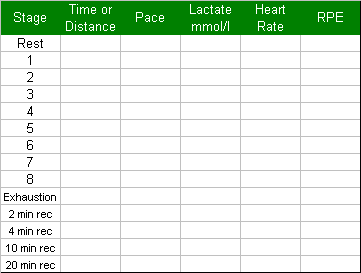 Stage Time or Distance Pace Lactate mmol/l Heart Rate RPE
Rest
1
2
3
4
5
6
7
8
Exhaustion
2 min rec
4 min rec
10 min rec
20 min rec